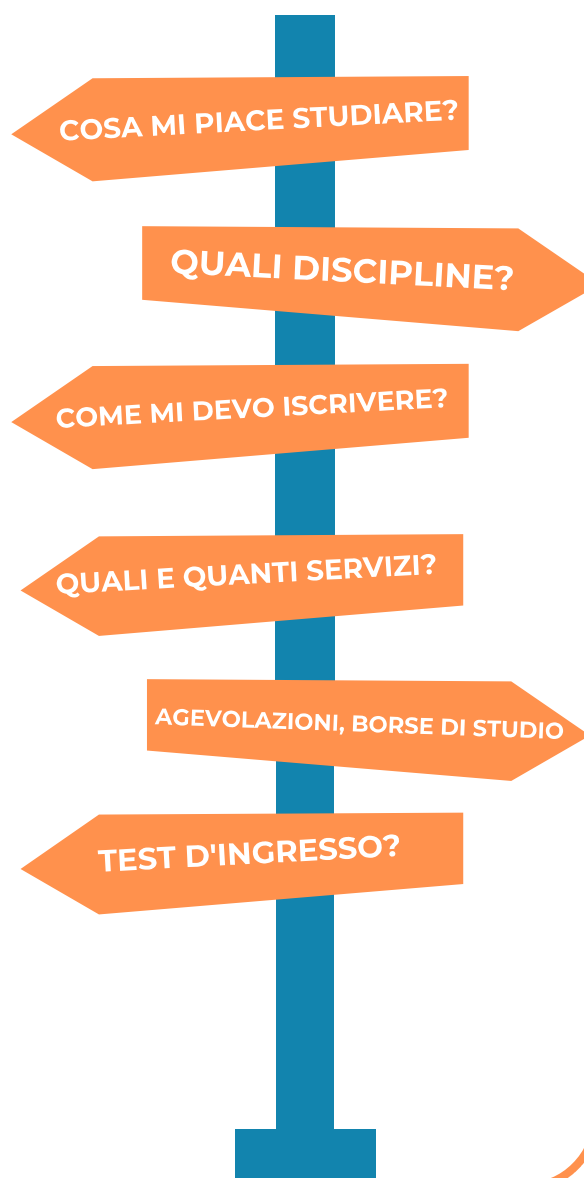 COSA MI PIACE STUDIARE?
QUALI DISCIPLINE?
COME MI DEVO ISCRIVERE?
QUALI E QUANTI SERVIZI?
AGEVOLAZIONI, BORSE DI STUDIO
TEST D'INGRESSO?